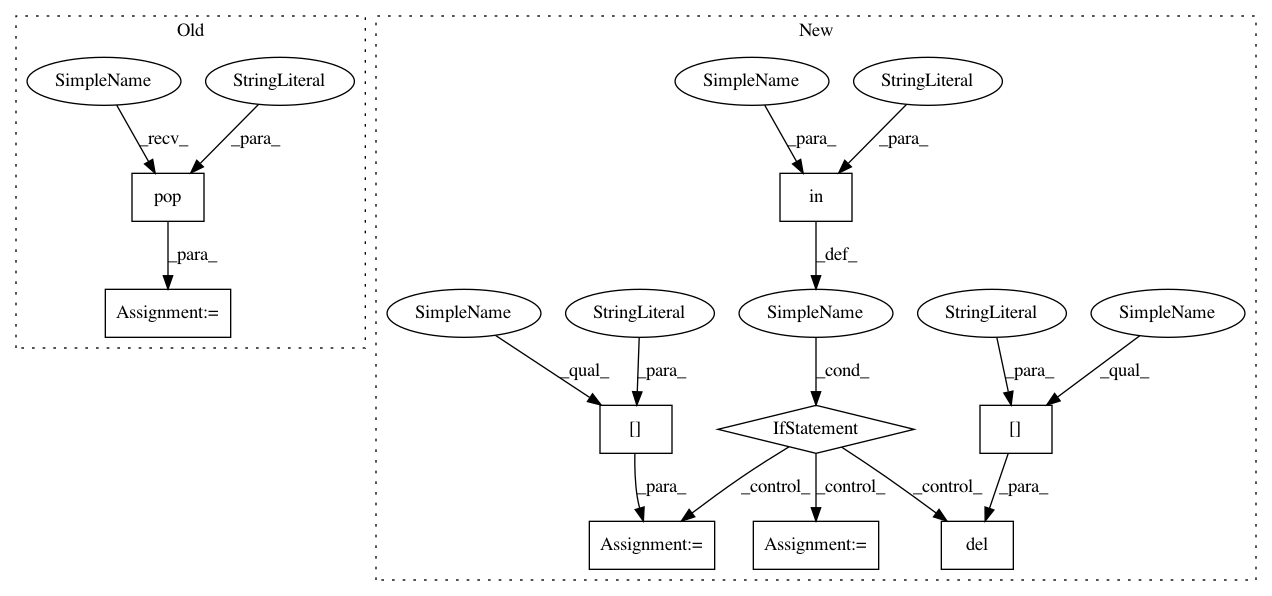 Old
New
SimpleName
StringLiteral
SimpleName
StringLiteral
_recv_
_para_
_para_
_para_
pop
in
_para_
_def_
Assignment:=
SimpleName
StringLiteral
SimpleName
StringLiteral
SimpleName
_qual_
_para_
_cond_
_para_
_qual_
[]
IfStatement
[]
_para_
_control_
_control_
_control_
_para_
Assignment:=
Assignment:=
del